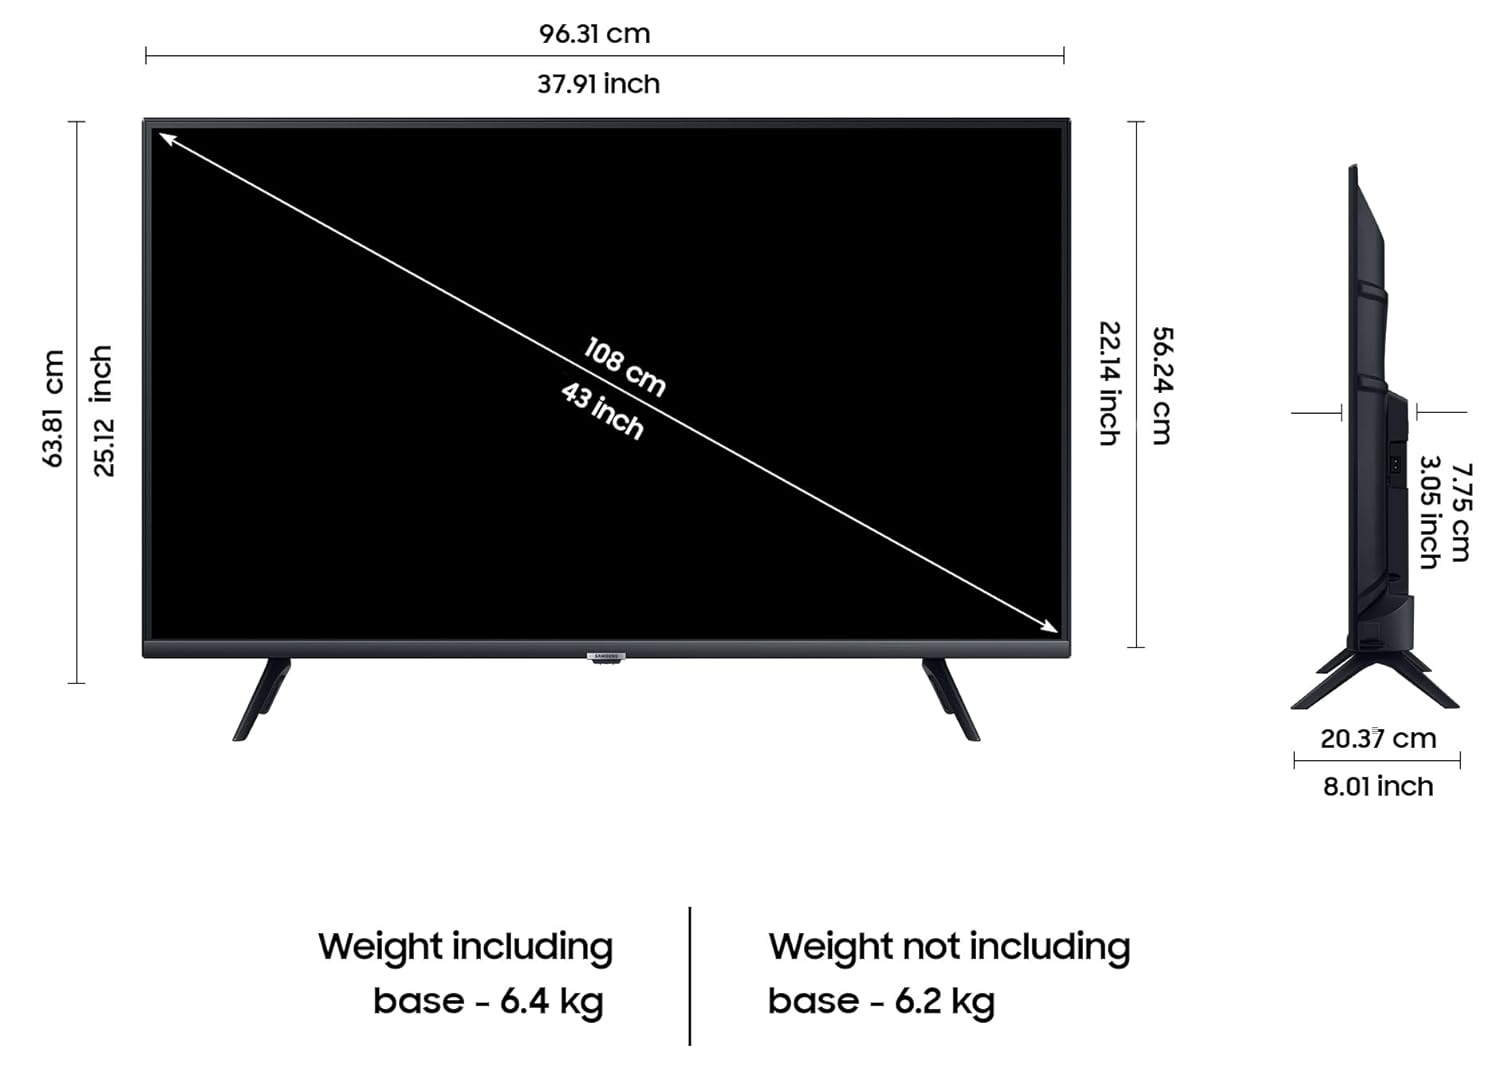 96.31 cm
37.91 inch
63.81 cm
25.12 inch
108 cm
43 inch
22.14 inch
56.24 cm
7.75 cm
3.05 inch
SAMSUNG
20.37 cm
8.01 inch
Weight including
base - 6.4 kg
Weight not including
base - 6.2 kg